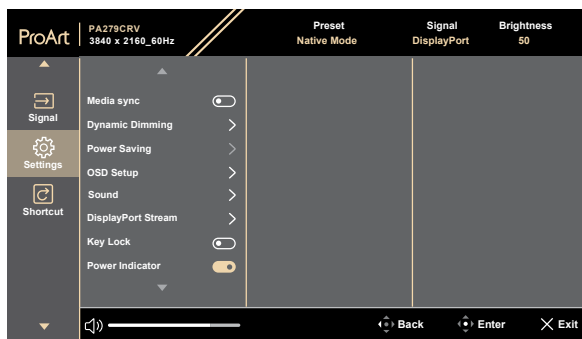 ProArt
PA279CRV
3840 x 2160_60Hz
Preset
Native Mode
Signal
DisplayPort
Brightness
50
Signal
Settings
Shortcut
Media sync
Dynamic Dimming
Power Saving
OSD Setup
Sound
DisplayPort Stream
Key Lock
Power Indicator
Back
Enter
Exit